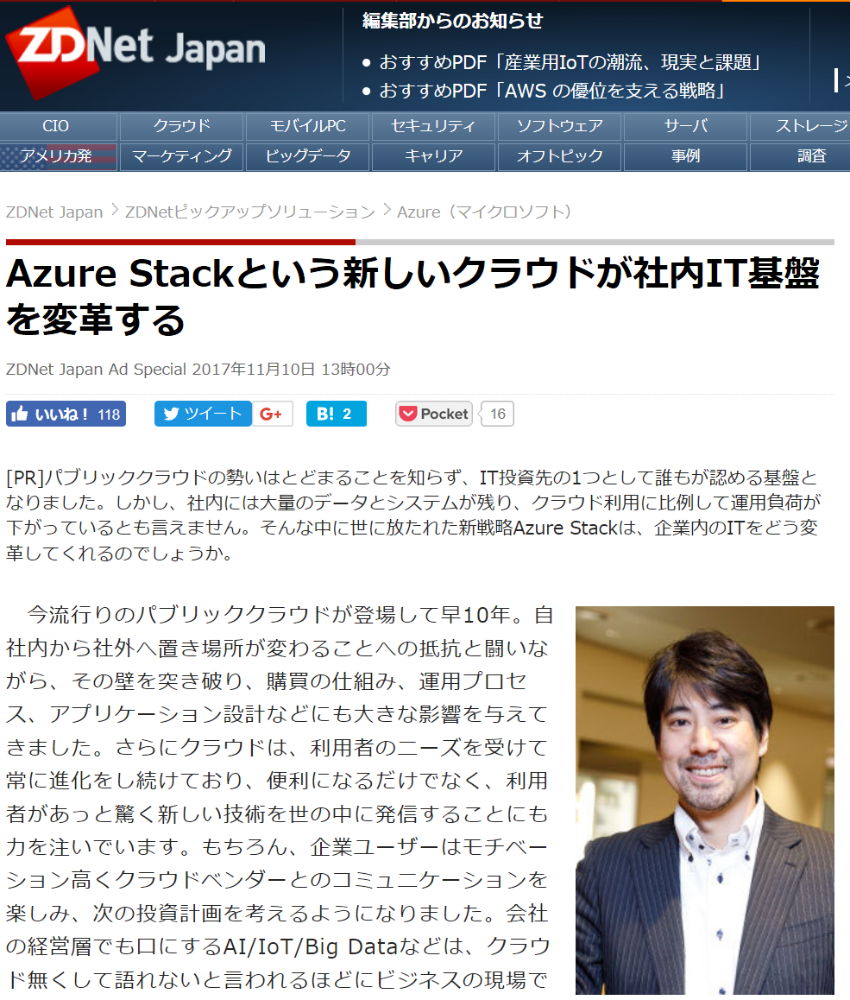 ZDNet Japan
編集部からのお知らせ
● おすすめPDF「産業用IoTの潮流、現実と課題」
● おすすめPDF「AWS の優位を支える戦略」
CIO クラウド モバイルPC セキュリティ ソフトウェア サーバ ストレージ
アメリカ発 マーケティング ビッグデータ キャリア オフトピック 事例 調査
ZDNet Japan > ZDNetピックアップソリューション > Azure（マイクロソフト）
Azure Stackという新しいクラウドが社内IT基盤
を変革する
ZDNet Japan Ad Special 2017年11月10日 13時00分
いいね！ 118 ツイート G+ B! 2 Pocket 16
[PR]パブリッククラウドの勢いはとどまることを知らず、IT投資先の1つとして誰もが認める基盤と
なりました。しかし、社内には大量のデータとシステムが残り、クラウド利用に比例して運用負荷が
下がっているとも言えません。そんな中に世に放たれた新戦略Azure Stackは、企業内のITをどう変
革してくれるのでしょうか。
今流行りのパブリッククラウドが登場して早10年。自
社内から社外へ置き場所が変わることへの抵抗と闘いな
がら、その壁を突き破り、購買の仕組み、運用プロセ
ス、アプリケーション設計などにも大きな影響を与えて
きました。さらにクラウドは、利用者のニーズを受けて
常に進化をし続けており、便利になるだけでなく、利用
者があっと驚く新しい技術を世の中に発信することにも
力を注いでいます。もちろん、企業ユーザーはモチベー
ション高くクラウドベンダーとのコミュニケーションを
楽しみ、次の投資計画を考えるようになりました。会社
の経営層でも口にするAI/IoT/Big Dataなどは、クラウ
ド無くして語れないと言われるほどにビジネスの現場で